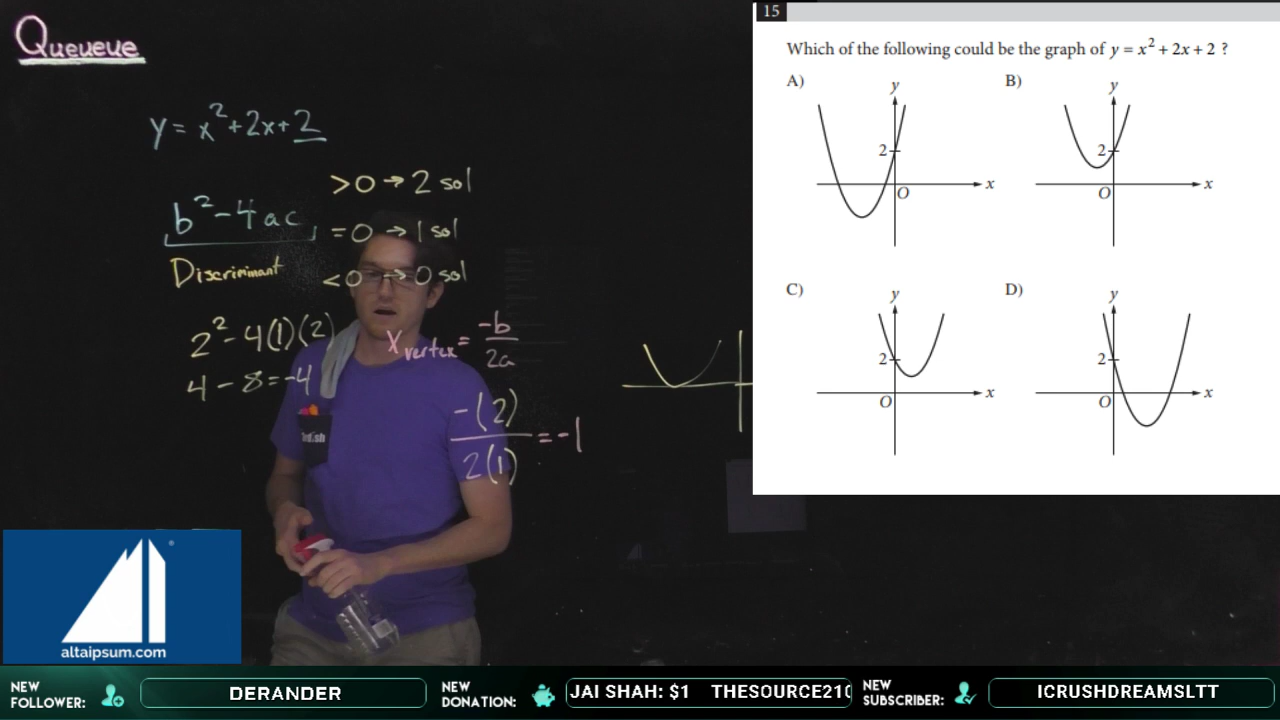 Queueue
y = x² + 2x + 2
b² - 4ac
Discriminant
>0 → 2 sol
=0 → 1 sol
<0 → 0 sol
2² - 4(1)(2)
4 - 8 = -4
X vertex = -b/2a
-(2)/2(1) = -1
15
Which of the following could be the graph of y = x² + 2x + 2 ?
A)
y
2
O
x
B)
y
2
O
x
C)
y
2
O
x
D)
y
2
O
x
altaipsum.com
NEW FOLLOWER:
DERANDER
NEW DONATION:
JAI SHAH: $1 THESOURCE21
NEW SUBSCRIBER:
ICRUSHDREAMSLTT